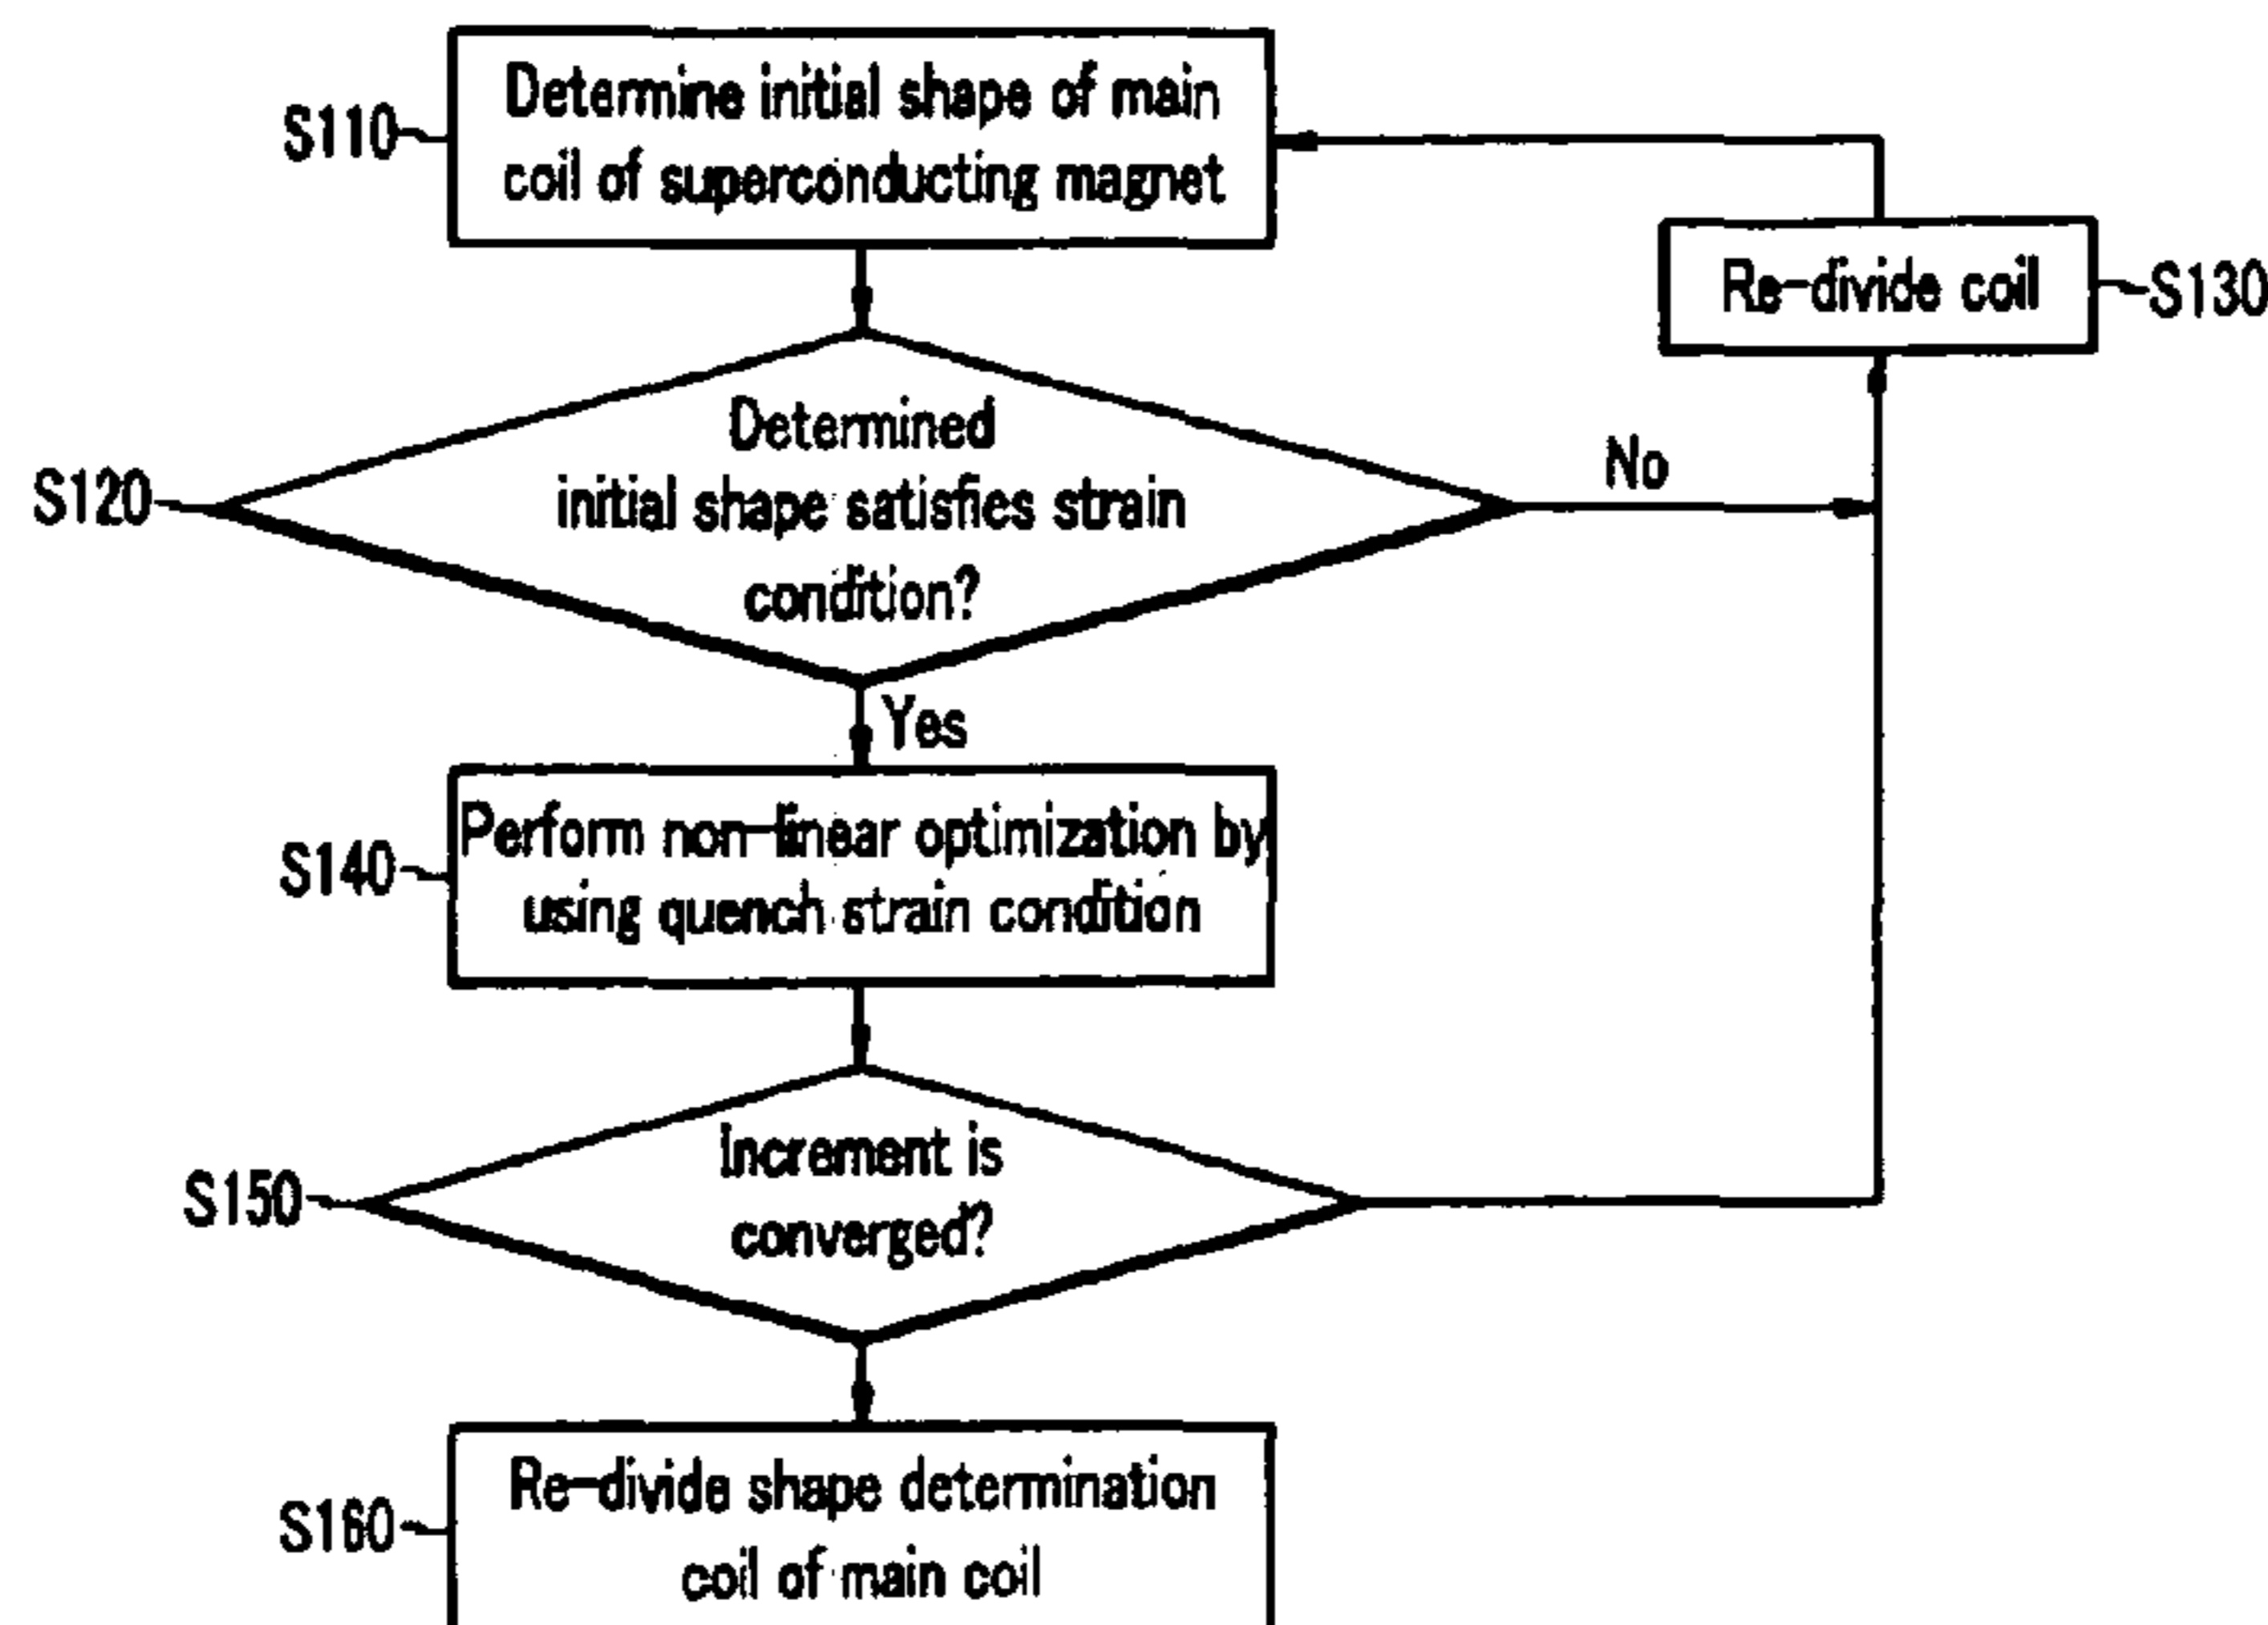 S110
Determine initial shape of main
coil of superconducting magnet
Re-divide coil
S130
S120
Determined
initial shape satisfies strain
condition?
No
Yes
S140
Perform non-linear optimization by
using quench strain condition
S150
Increment is
converged?
S160
Re-divide shape determination
coil of main coil